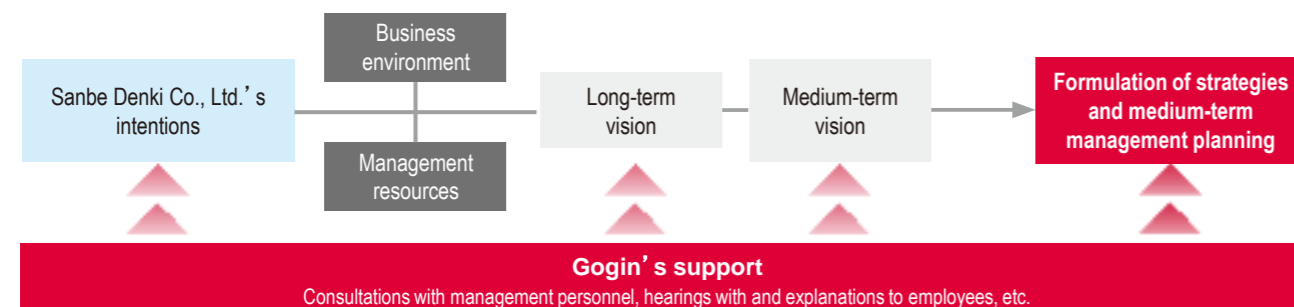 Business
environment
Sanbe Denki Co., Ltd.’s
intentions
Management
resources
Long-term
vision
Medium-term
vision
Formulation of strategies
and medium-term
management planning
Gogin’s support
Consultations with management personnel, hearings with and explanations to employees, etc.